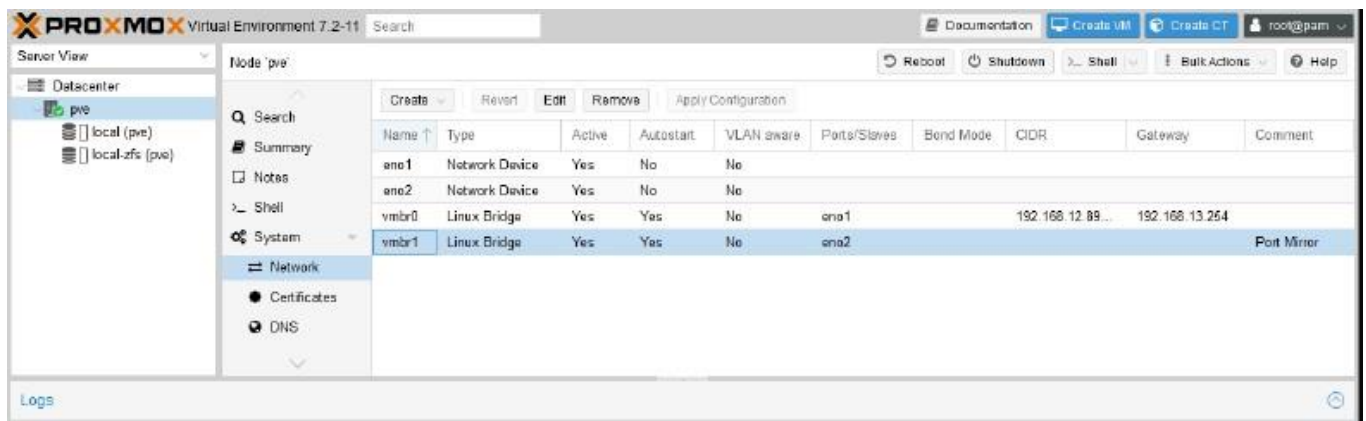 PROXMOX Virtual Environment 7.2-11 Search Documentation Create VM Create CT root@pam
Server View
Datacenter
pve
local (pve)
local-zfs (pve)
Node 'pve' Reboot Shutdown >_ Shell Bulk Actions Help
Search
Summary
Notes
>_ Shell
System
Network
Certificates
DNS
Create Revert Edit Remove Apply Configuration
Name ↑ Type Active Autostart VLAN aware Ports/Slaves Bond Mode CIDR Gateway Comment
eno1 Network Device Yes No No
eno2 Network Device Yes No No
vmbr0 Linux Bridge Yes Yes No eno1 192.168.12.89... 192.168.13.254
vmbr1 Linux Bridge Yes Yes No eno2 Port Mirror
Logs